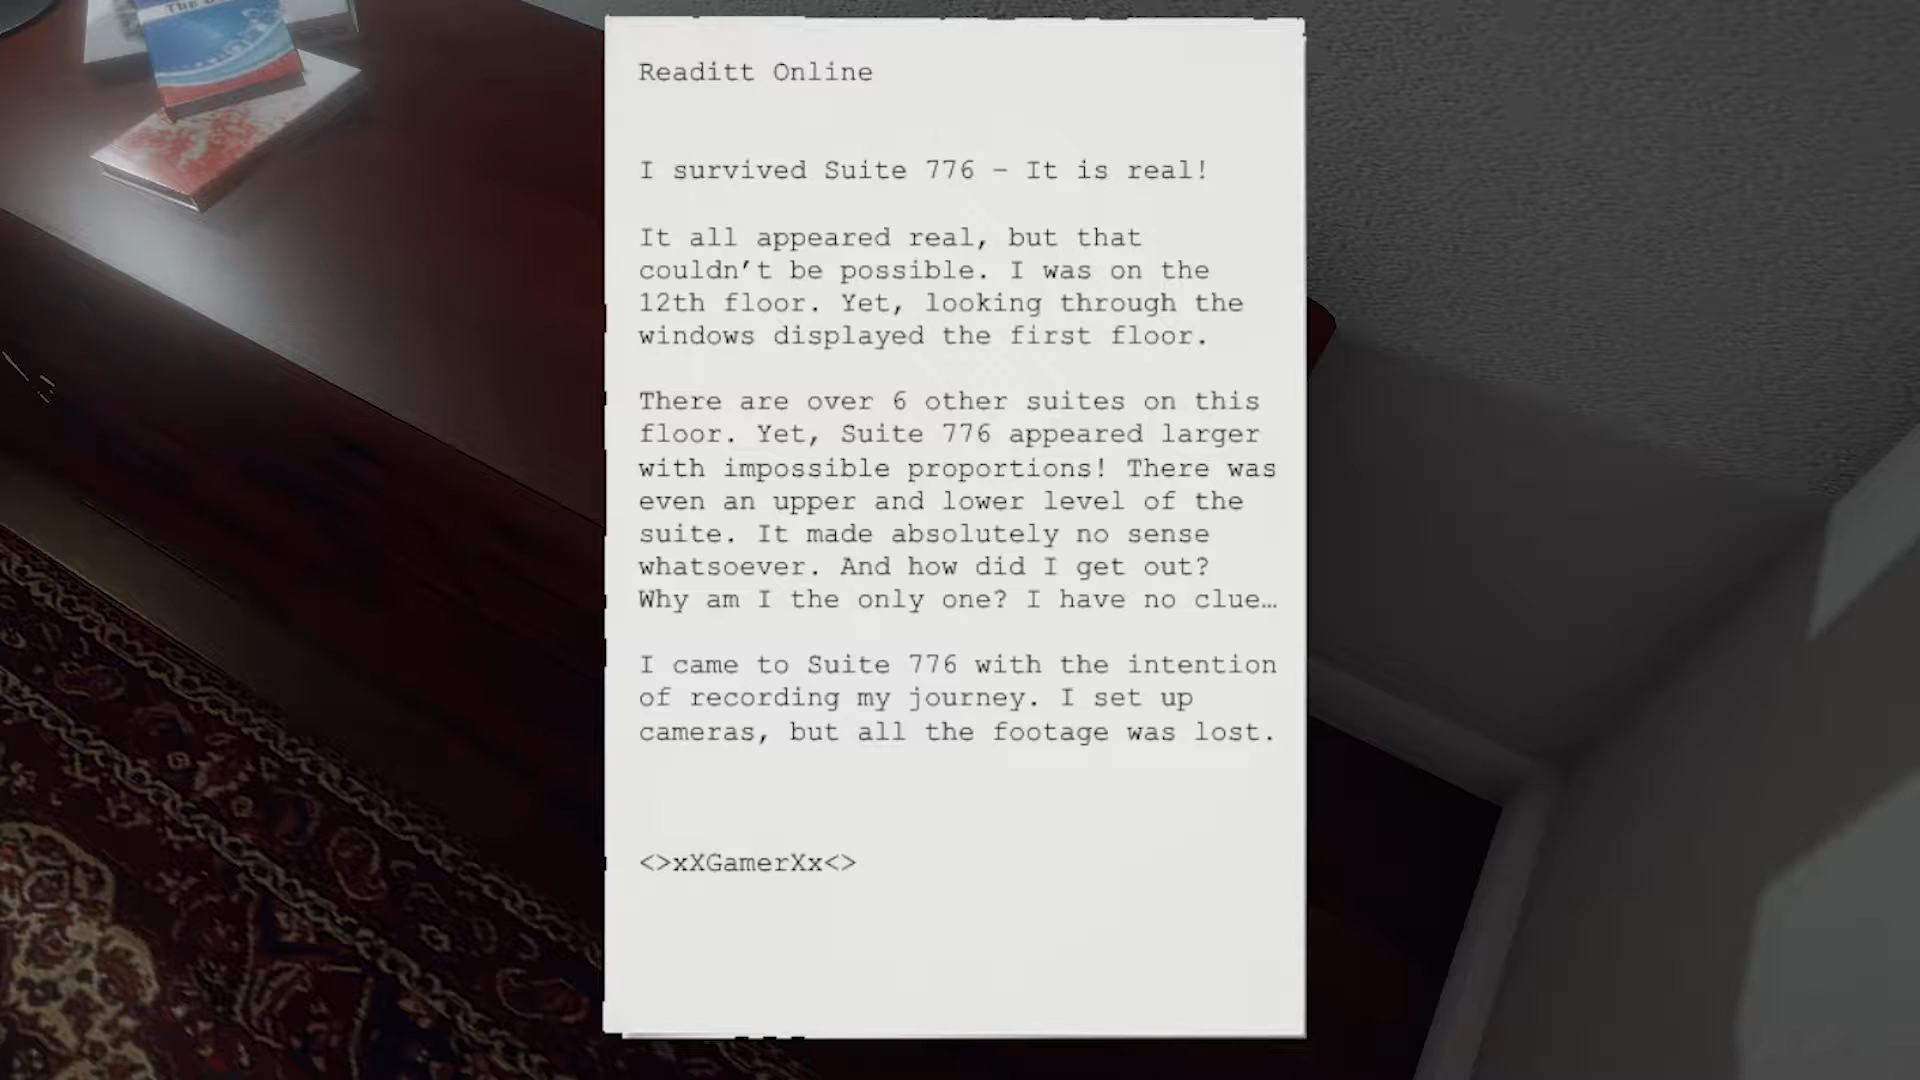 The
Readitt Online
I survived Suite 776 – It is real!
It all appeared real, but that
couldn’t be possible. I was on the
12th floor. Yet, looking through the
windows displayed the first floor.
There are over 6 other suites on this
floor. Yet, Suite 776 appeared larger
with impossible proportions! There was
even an upper and lower level of the
suite. It made absolutely no sense
whatsoever. And how did I get out?
Why am I the only one? I have no clue…
I came to Suite 776 with the intention
of recording my journey. I set up
cameras, but all the footage was lost.
<>xXGamerXx<>